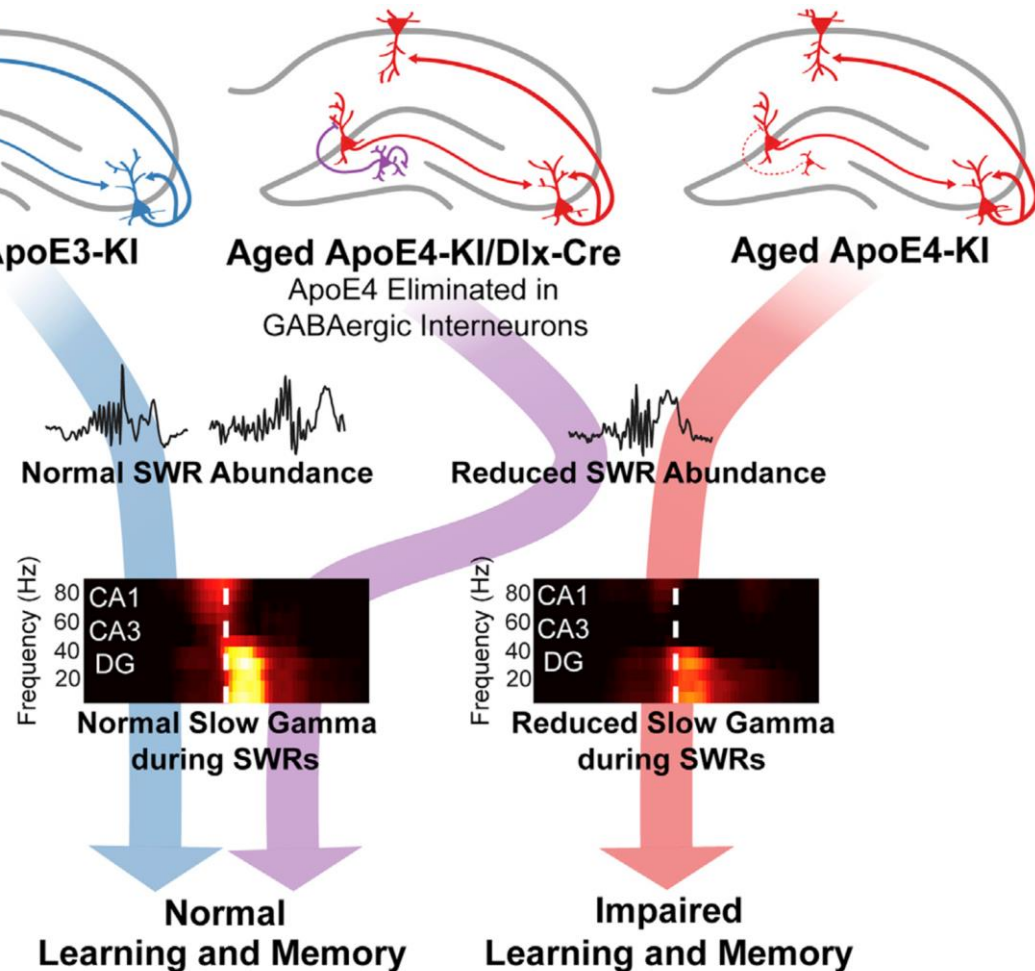 ApoE3-KI
Aged ApoE4-KI/Dlx-Cre
ApoE4 Eliminated in
GABAergic Interneurons
Aged ApoE4-KI
Normal SWR Abundance
Reduced SWR Abundance
Frequency (Hz)
80
60
40
20
CA1
CA3
DG
Normal Slow Gamma
during SWRs
Frequency (Hz)
80
60
40
20
CA1
CA3
DG
Reduced Slow Gamma
during SWRs
Normal
Learning and Memory
Impaired
Learning and Memory